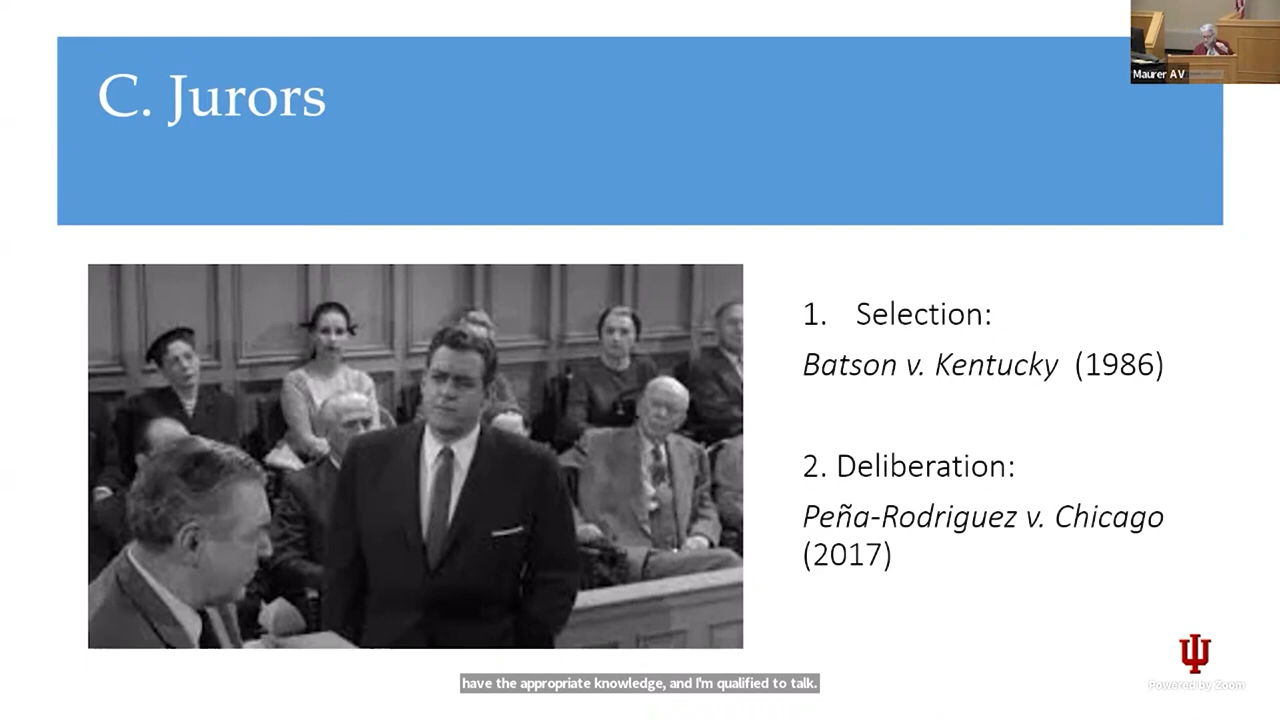 Maurer AV
C. Jurors
1. Selection:
Batson v. Kentucky (1986)
2. Deliberation:
Peña-Rodriguez v. Chicago
(2017)
have the appropriate knowledge, and I'm qualified to talk.
Powered by Zoom